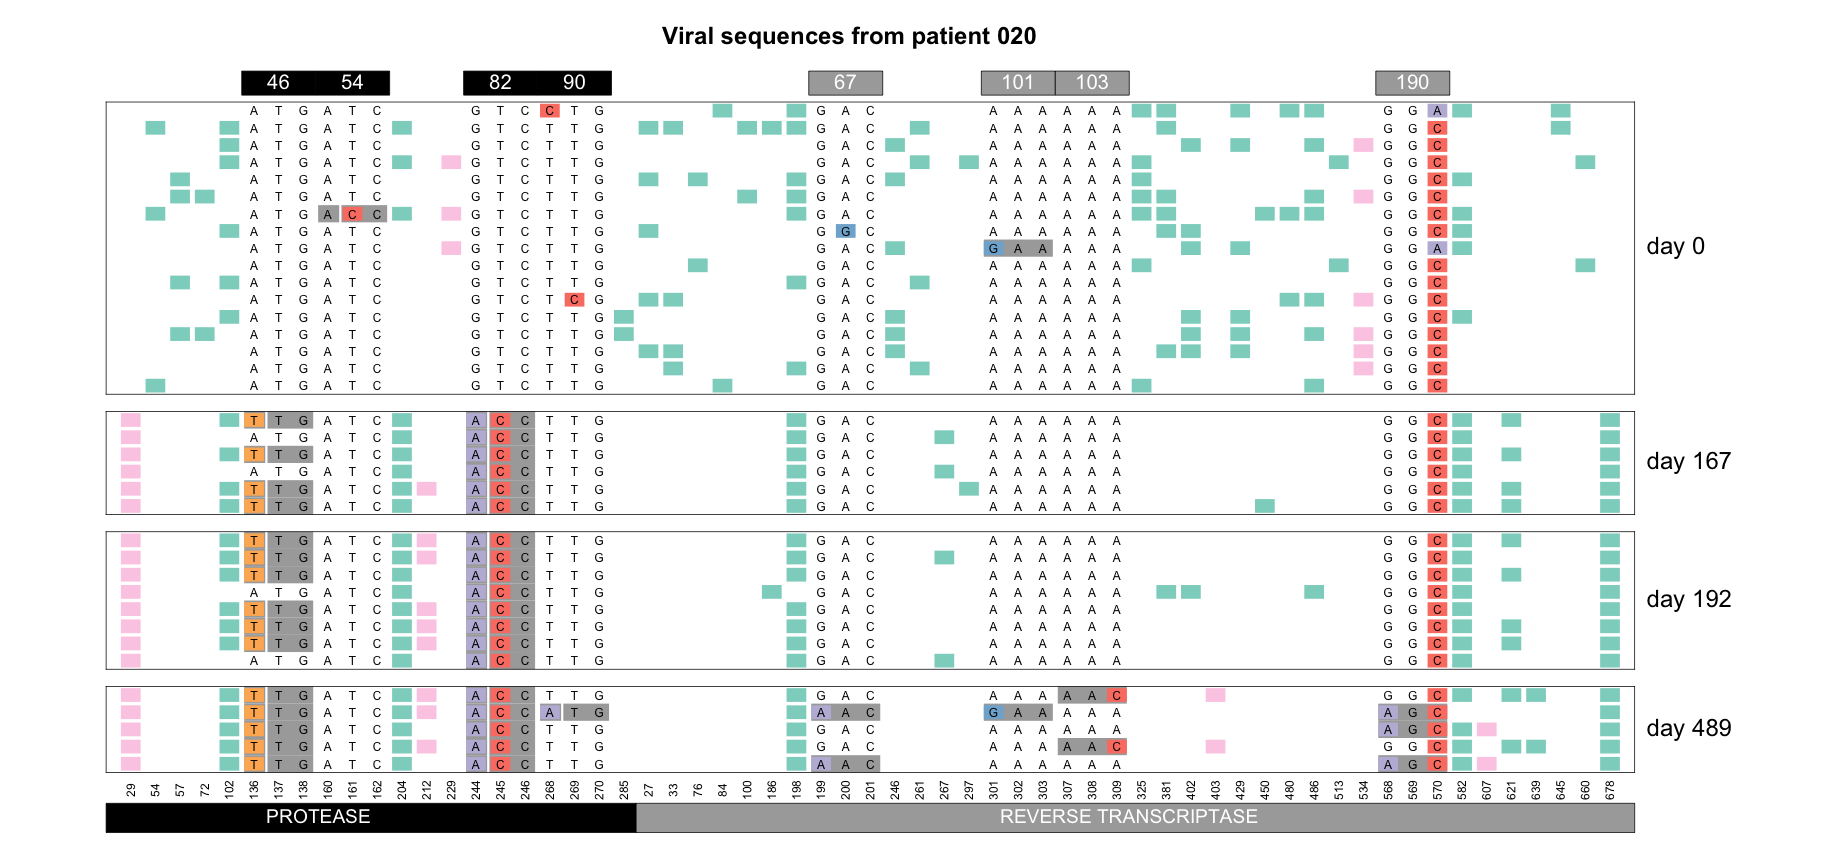 Viral sequences from patient 020
46 54 82 90 67 101 103 190
A T G A T C G T C C T G G A C A A A A A A G G A
A T G A T C G T C T T G G A C A A A A A A G G C
A T G A T C G T C T T G G A C A A A A A A G G C
A T G A T C G T C T T G G A C A A A A A A G G C
A T G A T C G T C T T G G A C A A A A A A G G C
A T G A T C G T C T T G G A C A A A A A A G G C
A T G A C C G T C T T G G A C A A A A A A G G C
A T G A T C G T C T T G G G C A A A A A A G G C
A T G A T C G T C T T G G A C G A A A A A G G A
day 0
A T G A T C G T C T T G G A C A A A A A A G G C
A T G A T C G T C T T G G A C A A A A A A G G C
A T G A T C G T C T C G G A C A A A A A A G G C
A T G A T C G T C T T G G A C A A A A A A G G C
A T G A T C G T C T T G G A C A A A A A A G G C
A T G A T C G T C T T G G A C A A A A A A G G C
A T G A T C G T C T T G G A C A A A A A A G G C
A T G A T C G T C T T G G A C A A A A A A G G C
T T G A T C A C C T T G G A C A A A A A A G G C
A T G A T C A C C T T G G A C A A A A A A G G C
T T G A T C A C C T T G G A C A A A A A A G G C
day 167
A T G A T C A C C T T G G A C A A A A A A G G C
T T G A T C A C C T T G G A C A A A A A A G G C
T T G A T C A C C T T G G A C A A A A A A G G C
T T G A T C A C C T T G G A C A A A A A A G G C
T T G A T C A C C T T G G A C A A A A A A G G C
T T G A T C A C C T T G G A C A A A A A A G G C
A T G A T C A C C T T G G A C A A A A A A G G C
day 192
T T G A T C A C C T T G G A C A A A A A A G G C
T T G A T C A C C T T G G A C A A A A A A G G C
T T G A T C A C C T T G G A C A A A A A A G G C
A T G A T C A C C T T G G A C A A A A A A G G C
T T G A T C A C C T T G G A C A A A A A C G G C
T T G A T C A C C A T G A A C G A A A A A A G C
T T G A T C A C C T T G G A C A A A A A A A G C
day 489
T T G A T C A C C T T G G A C A A A A A C G G C
T T G A T C A C C T T G A A C A A A A A A A G C
29 54 57 72 102 136 137 138 160 161 162 204 212 229 244 245 246 268 269 270 285 27 33 76 84 100 186 198 199 200 201 246 261 267 297 301 302 303 307 308 309 325 381 402 403 429 450 480 486 513 534 568 569 570 582 607 621 639 645 660 678
PROTEASE REVERSE TRANSCRIPTASE